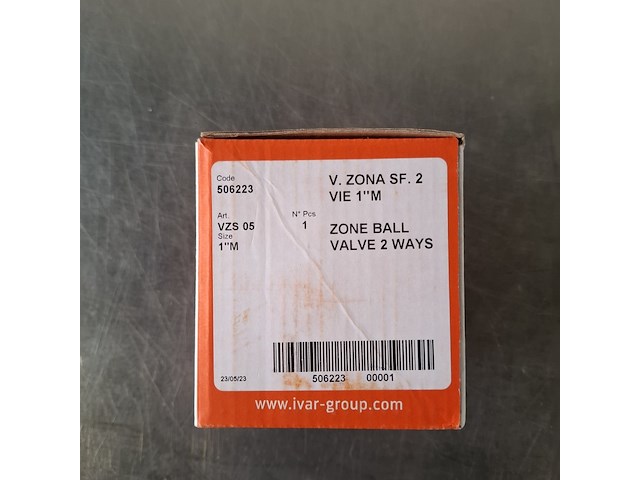 Code
506223
V. ZONA SF. 2
VIE 1"M
Art.
VZS 05
N° Pcs
1
Size
1"M
ZONE BALL
VALVE 2 WAYS
23/05/23
506223 00001
www.ivar-group.com